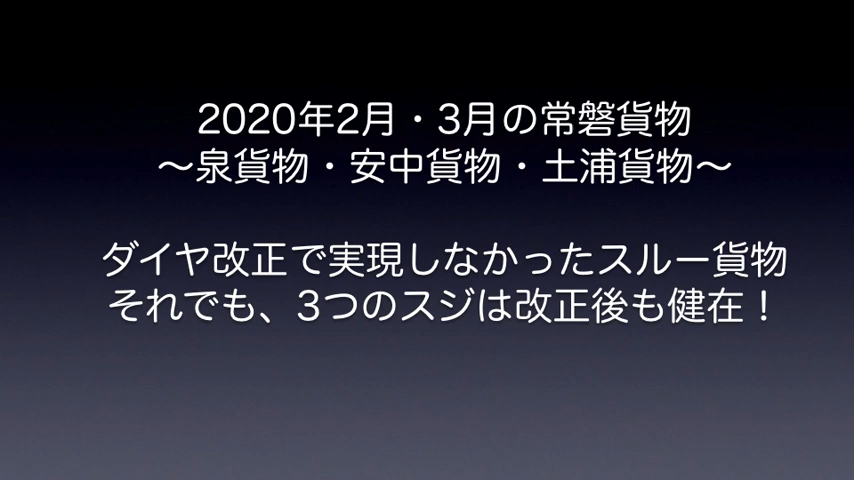 2020年2月・3月の常磐貨物
～泉貨物・安中貨物・土浦貨物～
ダイヤ改正で実現しなかったスルー貨物
それでも、3つのスジは改正後も健在！